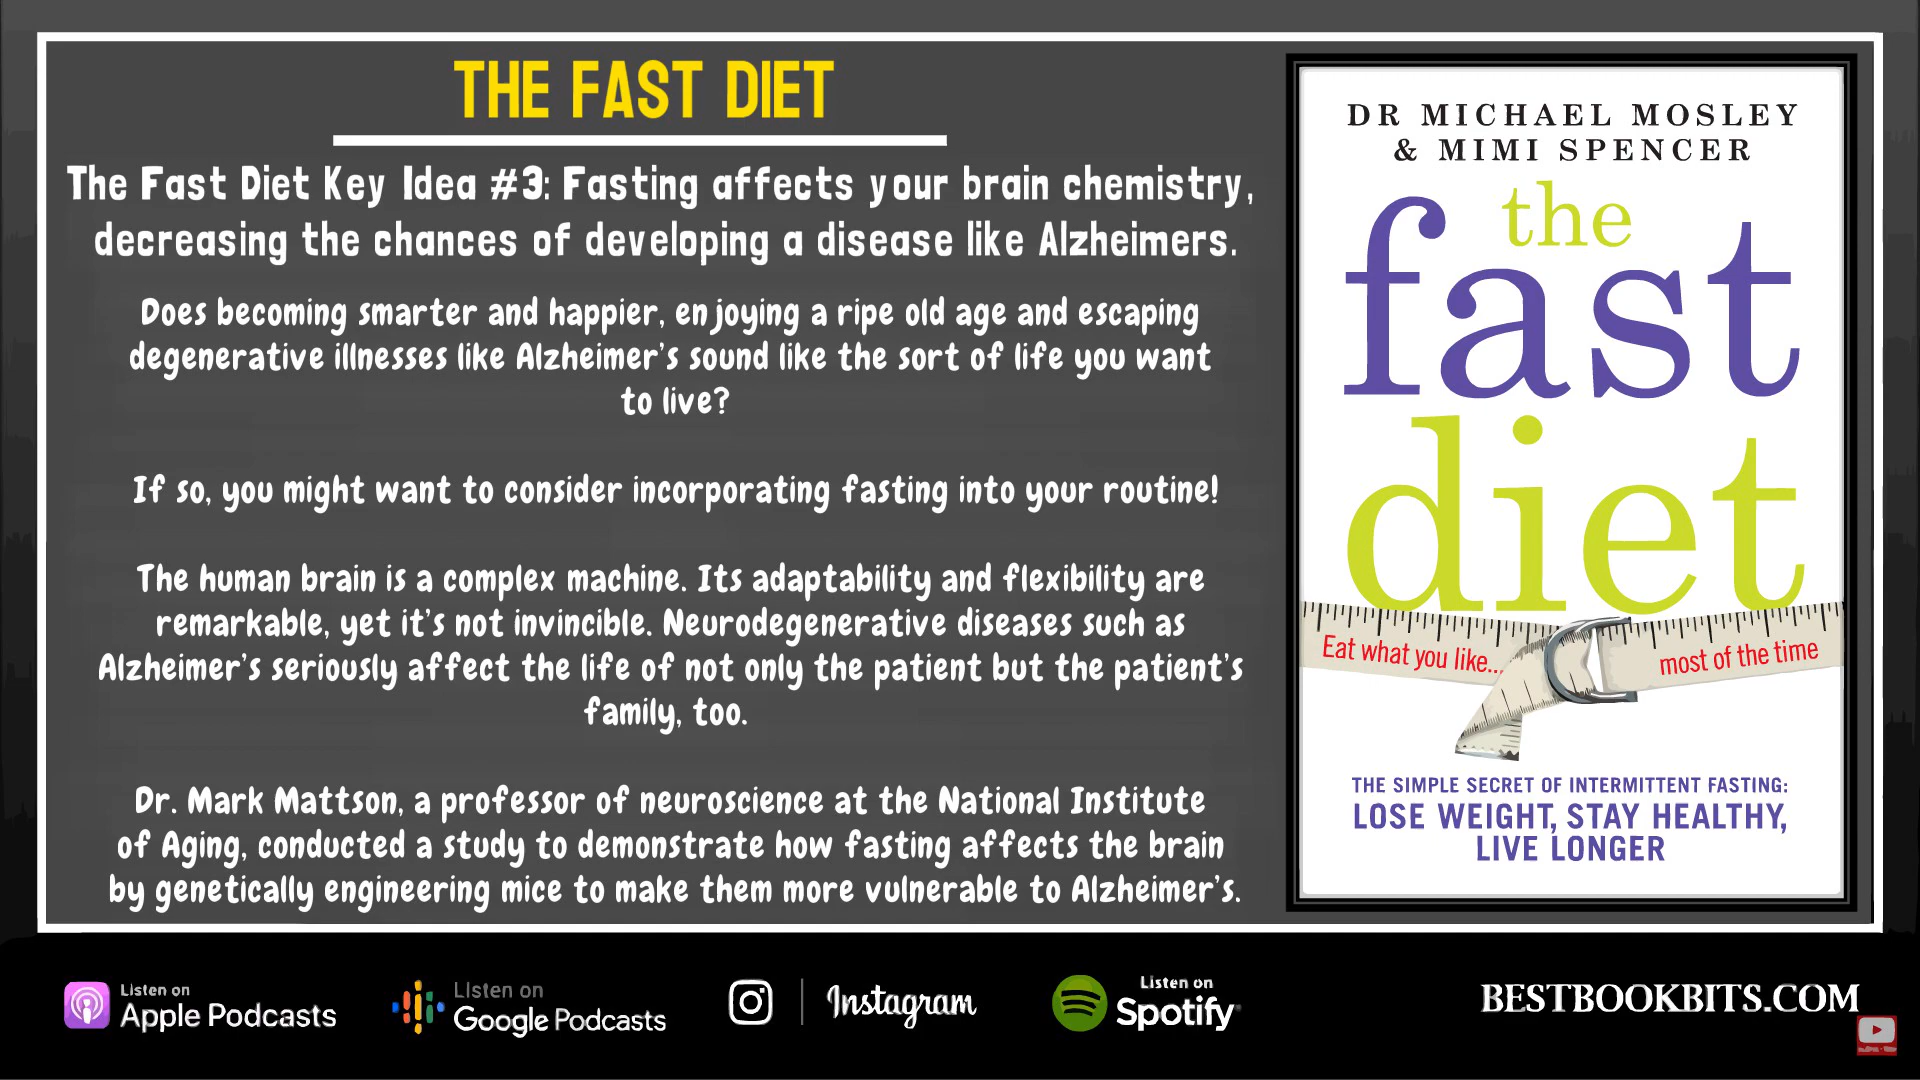 THE FAST DIET
The Fast Diet Key Idea #3: Fasting affects your brain chemistry,
decreasing the chances of developing a disease like Alzheimers.
Does becoming smarter and happier, enjoying a ripe old age and escaping
degenerative illnesses like Alzheimer's sound like the sort of life you want
to live?
If so, you might want to consider incorporating fasting into your routine!
The human brain is a complex machine. Its adaptability and flexibility are
remarkable, yet it's not invincible. Neurodegenerative diseases such as
Alzheimer's seriously affect the life of not only the patient but the patient's
family, too.
Dr. Mark Mattson, a professor of neuroscience at the National Institute
of Aging, conducted a study to demonstrate how fasting affects the brain
by genetically engineering mice to make them more vulnerable to Alzheimer's.
DR MICHAEL MOSLEY
& MIMI SPENCER
the
fast
diet
Eat what you like...
most of the time
THE SIMPLE SECRET OF INTERMITTENT FASTING:
LOSE WEIGHT, STAY HEALTHY,
LIVE LONGER
Listen on
Apple Podcasts
Listen on
Google Podcasts
Instagram
Listen on
Spotify
BESTBOOKBITS.COM